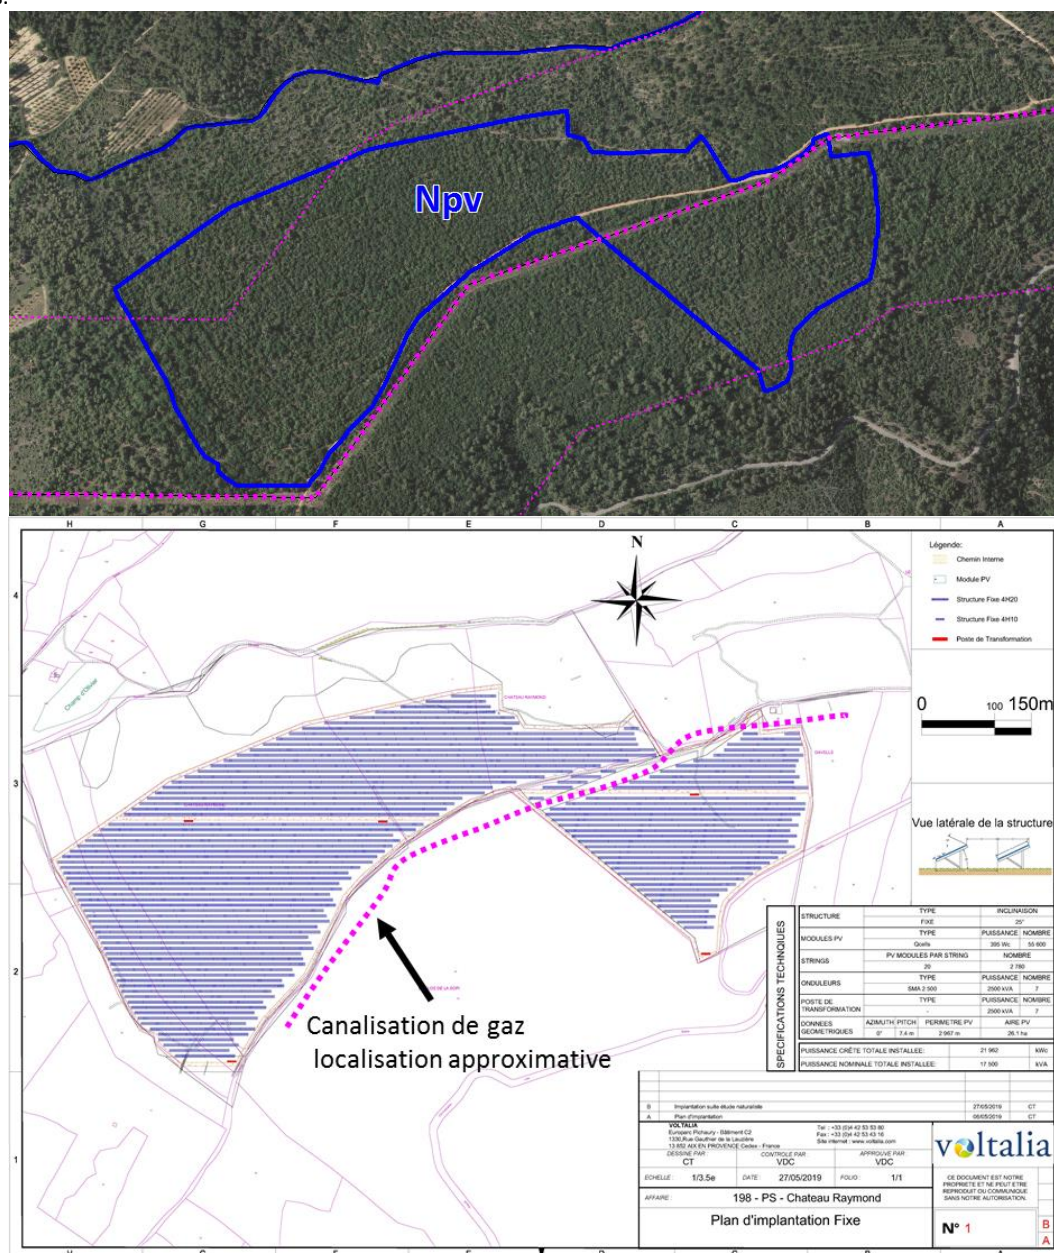 Npv
H G F E D C B A
N
Légende:
Chemin Interne
Module PV
Structure Fixe 4H20
Structure Fixe 4H10
Poste de Transformation
4
Champ d'Olivier
CHATEAU RAYMOND
0 100 150m
3
Vue latérale de la structure
Canalisation de gaz
localisation approximative
2
SPECIFICATIONS TECHNIQUES
STRUCTURE TYPE INCLINAISON
FIXE 25°
MODULES PV TYPE PUISSANCE NOMBRE
Qcells 395 Wc 55 600
STRINGS PV MODULES PAR STRING NOMBRE
20 2 780
ONDULEURS TYPE PUISSANCE NOMBRE
SMA 2 500 2500 kVA 7
POSTE DE TRANSFORMATION TYPE PUISSANCE NOMBRE
- 2500 kVA 7
DONNEES GEOMETRIQUES AZIMUTH PITCH PERIMETRE PV AIRE PV
0° 7.4 m 2 967 m 26.1 ha
PUISSANCE CRÊTE TOTALE INSTALLEE: 21 962 kWc
PUISSANCE NOMINALE TOTALE INSTALLEE: 17 500 kVA
B Implantation suite étude naturaliste 27/05/2019 CT
A Plan d'implantation 06/05/2019 CT
VOLTALIA
Europarc Pichaury - Bâtiment C2
1330, Rue Gauthier de la Lauzière
13 852 AIX EN PROVENCE Cedex - France
Tel : +33 (0)4 42 53 53 80
Fax : +33 (0)4 42 53 43 16
Site internet : www.voltalia.com
voltalia
DESSINE PAR CONTROLE PAR APPROUVE PAR
CT VDC VDC
ECHELLE : 1/3.5e DATE : 27/05/2019 FOLIO : 1/1
CE DOCUMENT EST NOTRE
PROPRIETE ET NE PEUT ETRE
REPRODUIT OU COMMUNIQUE
SANS NOTRE AUTORISATION.
AFFAIRE : 198 - PS - Chateau Raymond
Plan d'implantation Fixe
N° 1
B
A
1